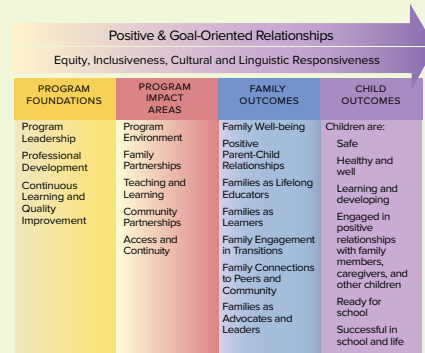 Positive & Goal-Oriented Relationships
Equity, Inclusiveness, Cultural and Linguistic Responsiveness
PROGRAM
FOUNDATIONS
Program
Leadership
Professional
Development
Continuous
Learning and
Quality
Improvement
PROGRAM
IMPACT
AREAS
Program
Environment
Family
Partnerships
Teaching and
Learning
Community
Partnerships
Access and
Continuity
FAMILY
OUTCOMES
Family Well-being
Positive
Parent-Child
Relationships
Families as Lifelong
Educators
Families as
Learners
Family Engagement
in Transitions
Family Connections
to Peers and
Community
Families as
Advocates and
Leaders
CHILD
OUTCOMES
Children are:
Safe
Healthy and
well
Learning and
developing
Engaged in
positive
relationships
with family
members,
caregivers, and
other children
Ready for
school
Successful in
school and life